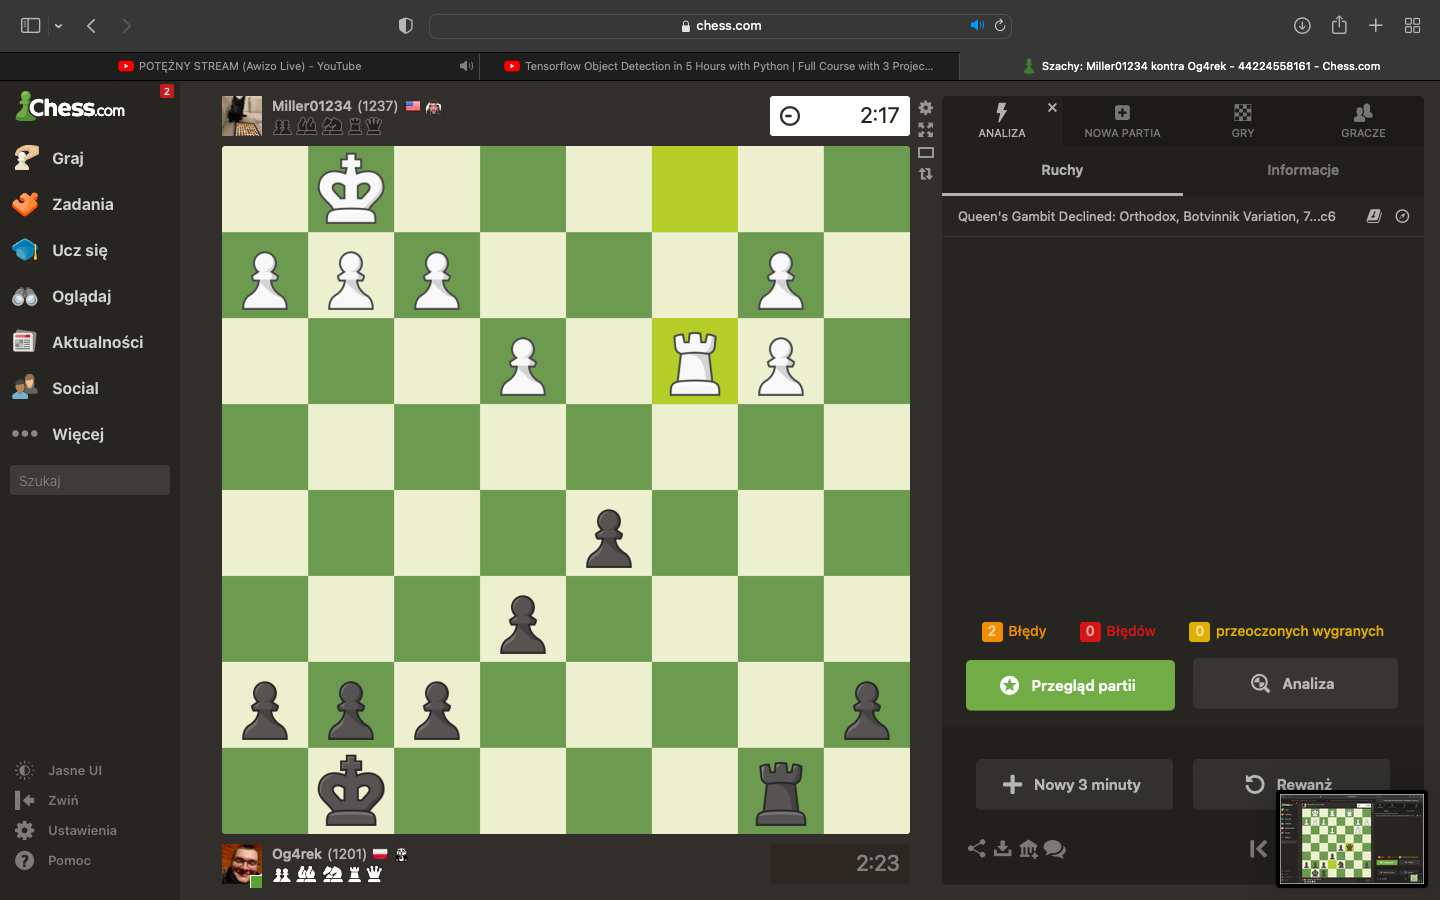 chess.com
POTĘŻNY STREAM (Awizo Live) - YouTube
Tensorflow Object Detection in 5 Hours with Python | Full Course with 3 Projec...
Szachy: Miller01234 kontra Og4rek - 44224558161 - Chess.com
Chess.com
2
Graj
Zadania
Ucz się
Oglądaj
Aktualności
Social
Więcej
Szukaj
Jasne UI
Zwiń
Ustawienia
Pomoc
Miller01234 (1237)
2:17
Og4rek (1201)
2:23
ANALIZA
NOWA PARTIA
GRY
GRACZE
Ruchy
Informacje
Queen's Gambit Declined: Orthodox, Botvinnik Variation, 7...c6
2 Błędy
0 Błędów
0 przeoczonych wygranych
Przegląd partii
Analiza
Nowy 3 minuty
Rewanż